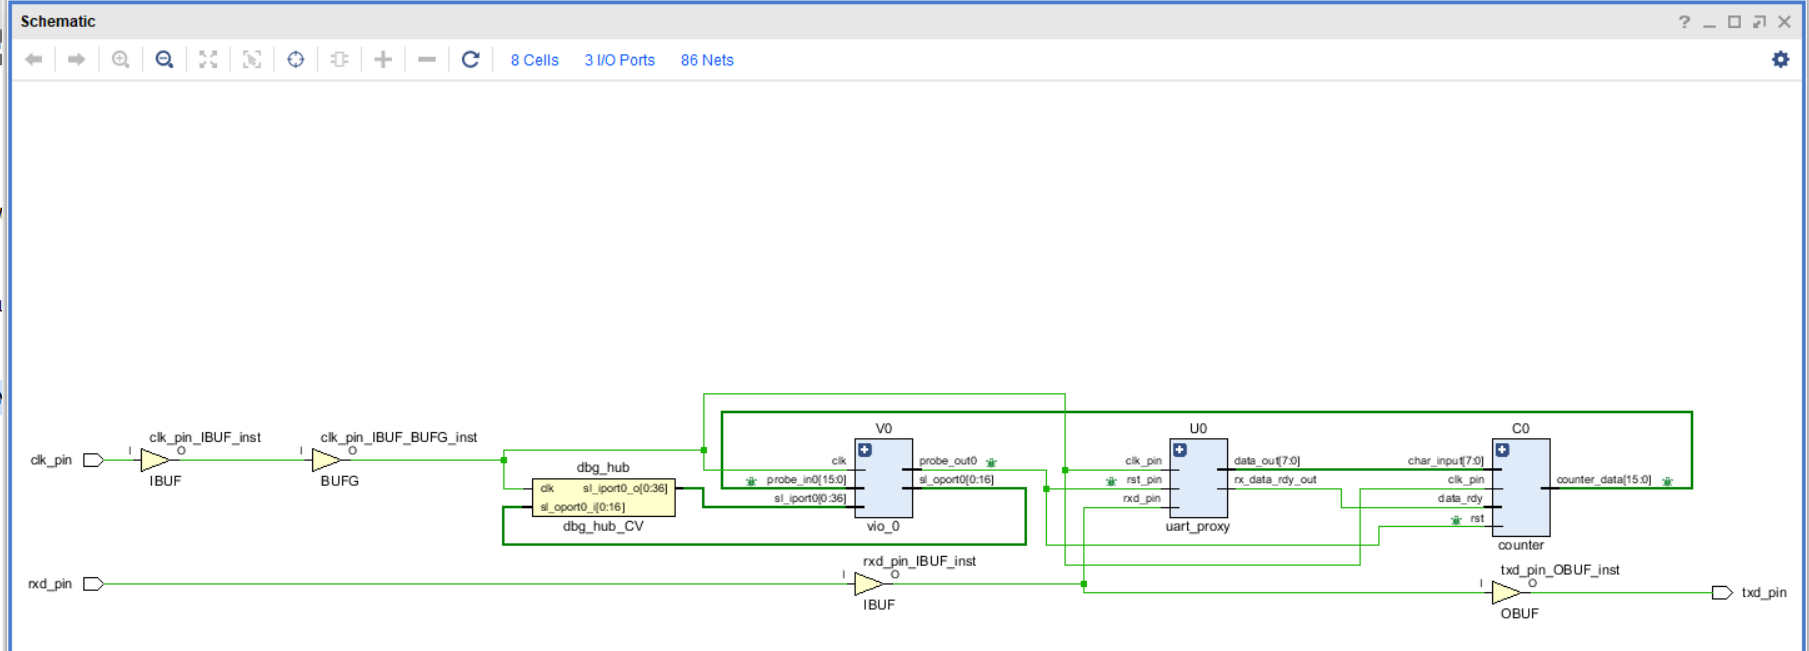 Schematic
8 Cells 3 I/O Ports 86 Nets
clk_pin
I
clk_pin_IBUF_inst
O
IBUF
I
clk_pin_IBUF_BUFG_inst
O
BUFG
dbg_hub
clk sl_iport0_o[0:36]
sl_oport0_i[0:16]
dbg_hub_CV
V0
clk probe_out0
probe_in0[15:0] sl_oport0[0:16]
sl_iport0[0:36]
vio_0
U0
clk_pin data_out[7:0]
rst_pin rx_data_rdy_out
rxd_pin
uart_proxy
C0
char_input[7:0]
clk_pin counter_data[15:0]
data_rdy
rst
counter
rxd_pin
I
rxd_pin_IBUF_inst
O
IBUF
I
txd_pin_OBUF_inst
O
OBUF
txd_pin